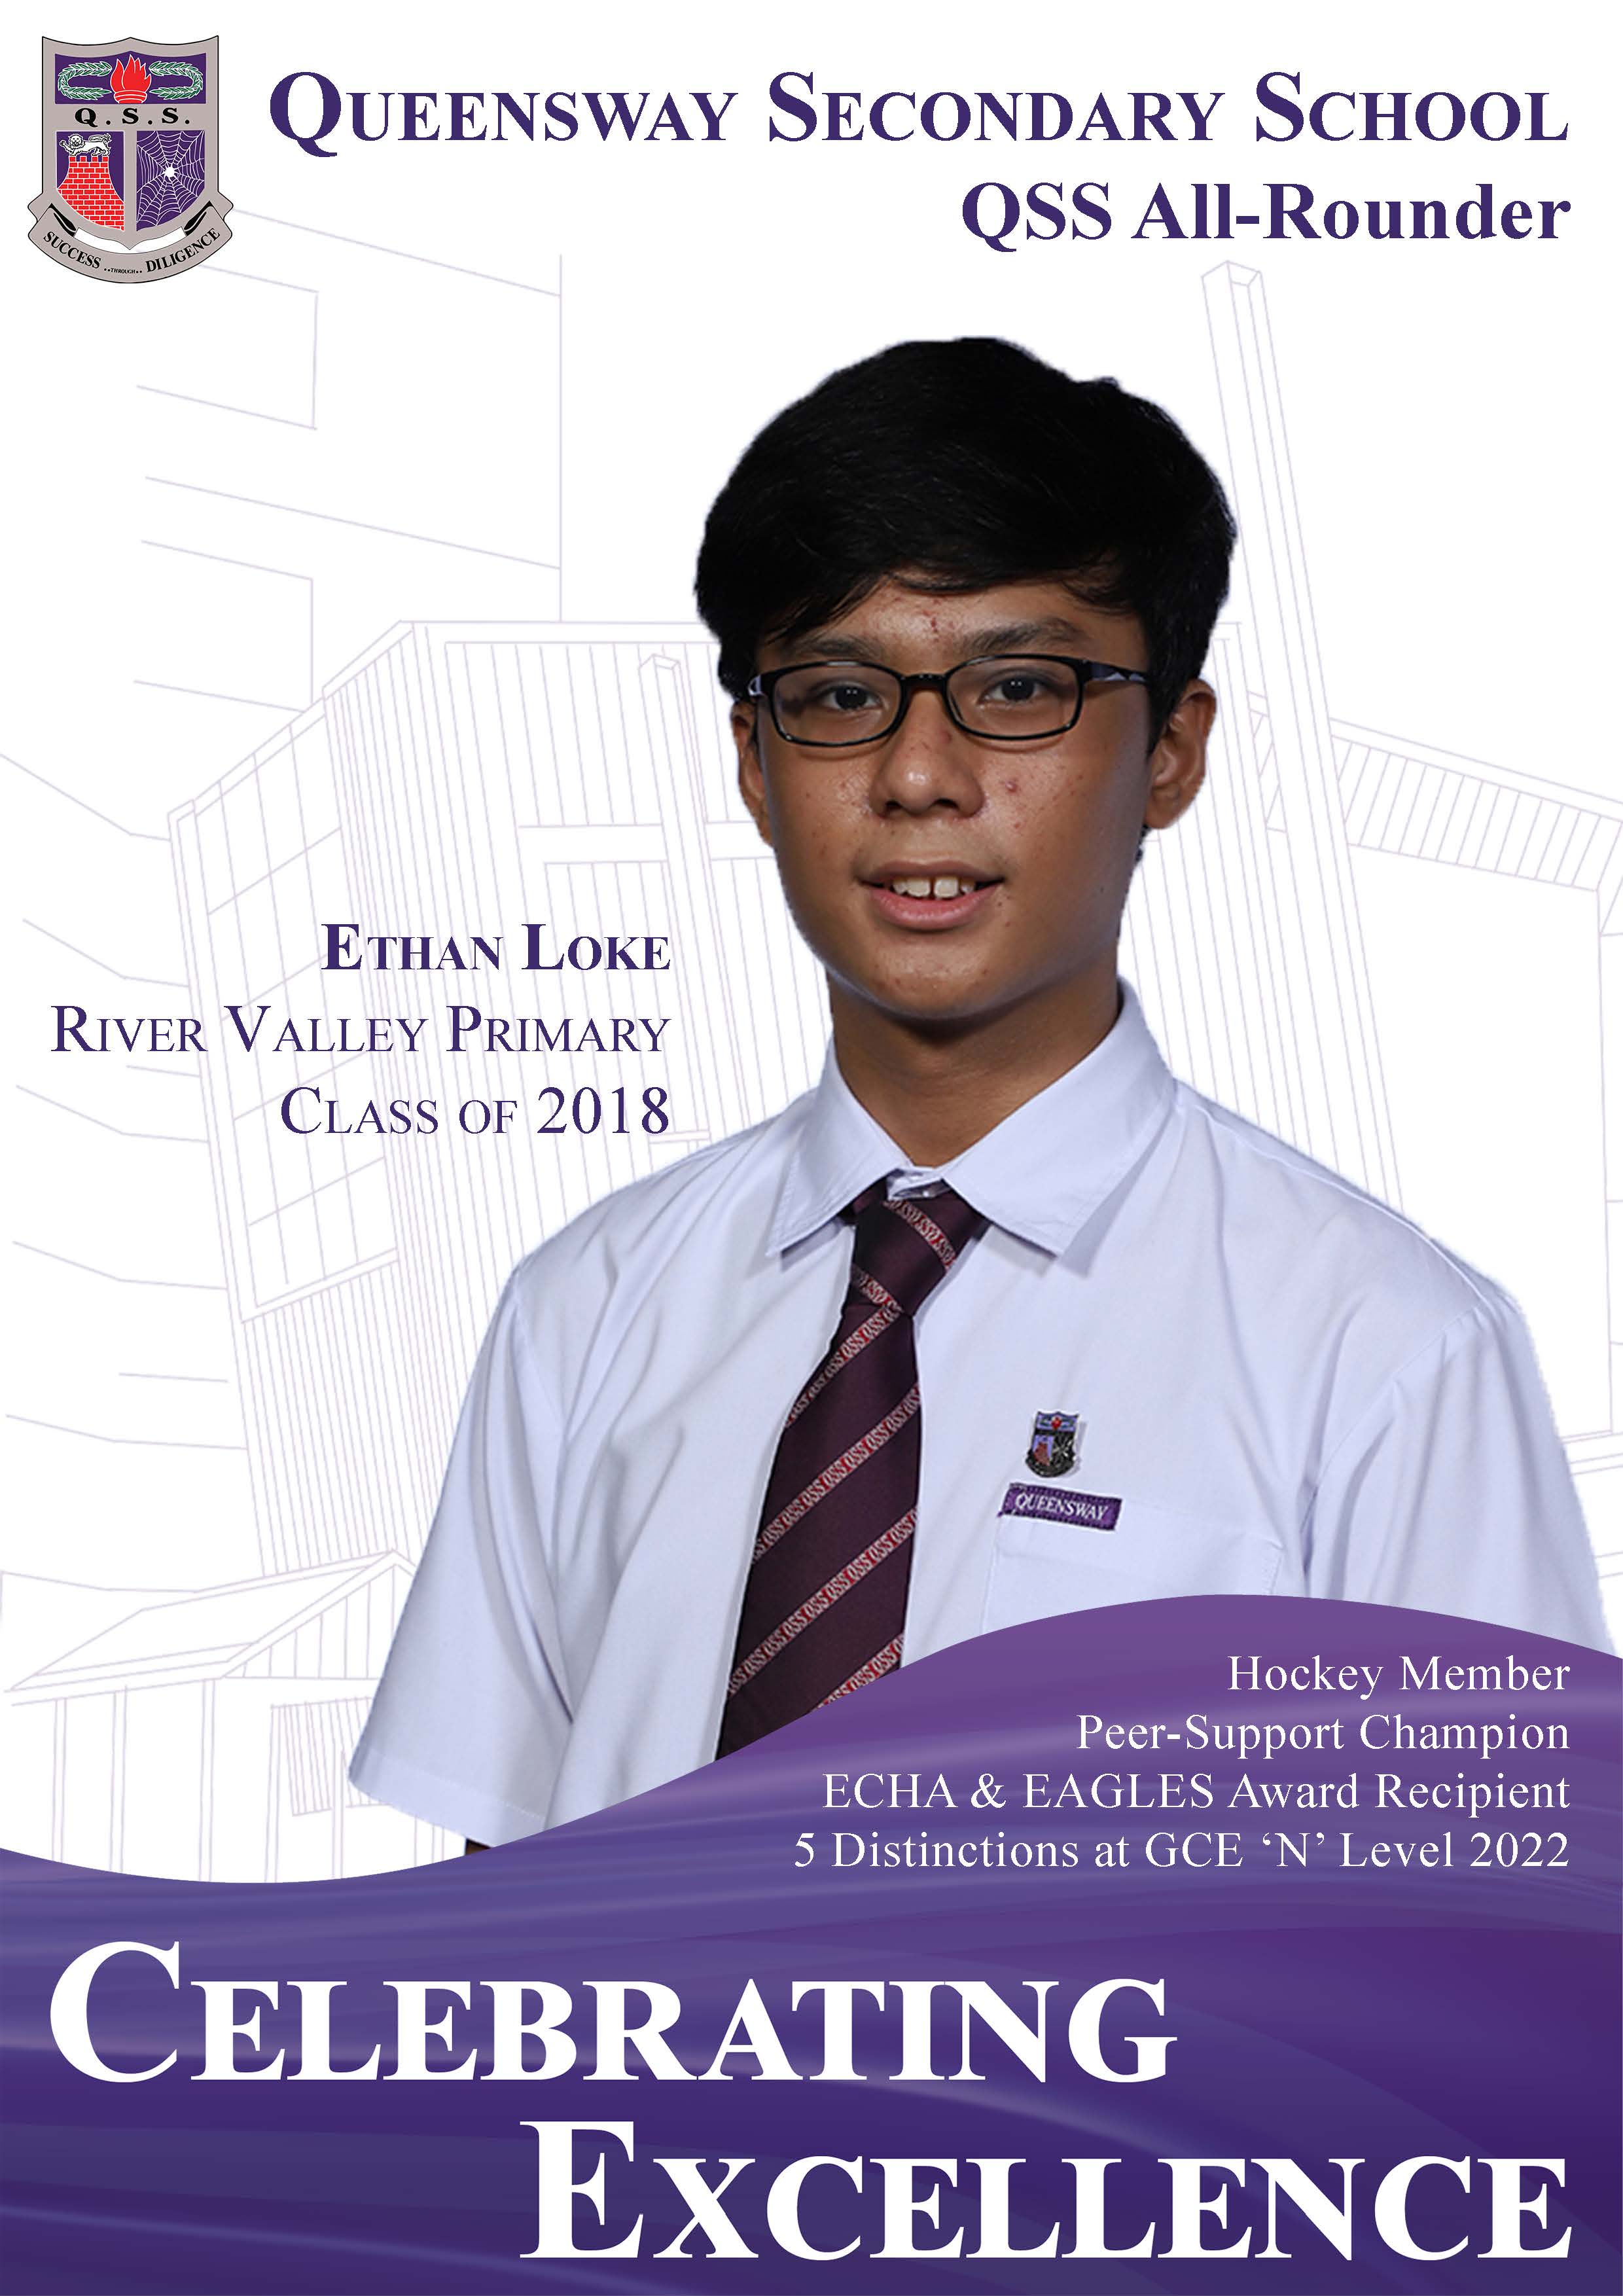 Q.S.S.
SUCCESS ..THROUGH.. DILIGENCE
QUEENSWAY SECONDARY SCHOOL
QSS All-Rounder
ETHAN LOKE
RIVER VALLEY PRIMARY
CLASS OF 2018
QUEENSWAY
Hockey Member
Peer-Support Champion
ECHA & EAGLES Award Recipient
5 Distinctions at GCE ‘N’ Level 2022
CELEBRATING
EXCELLENCE